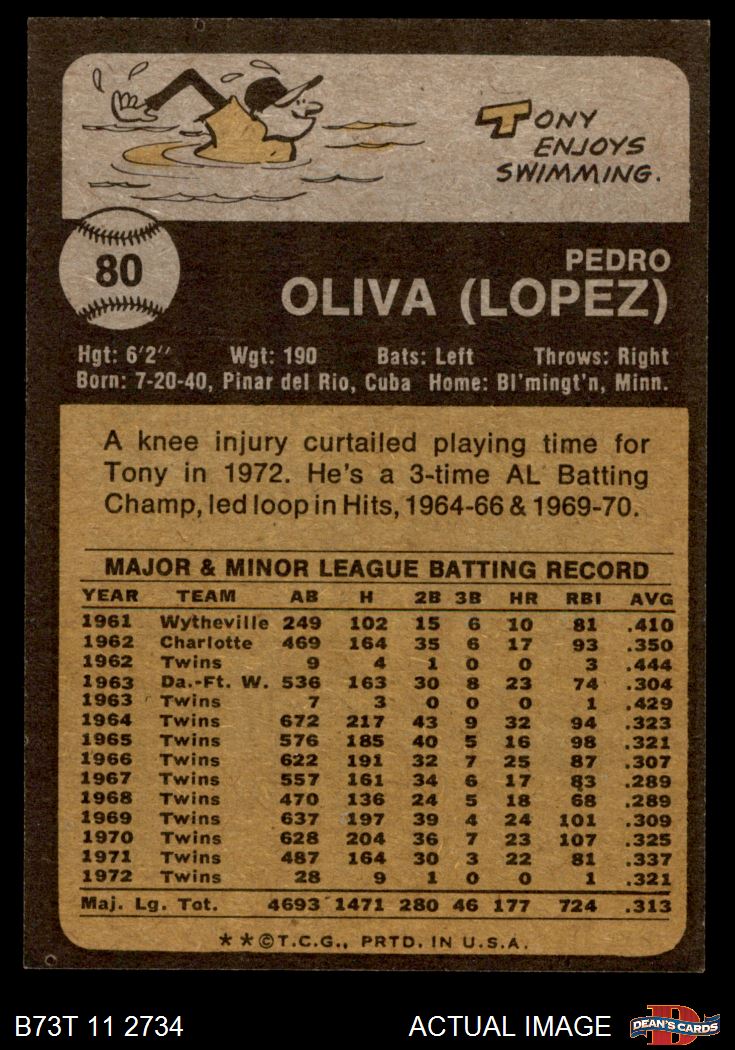 TONY
ENJOYS
SWIMMING.
80
PEDRO
OLIVA (LOPEZ)
Hgt: 6'2" Wgt: 190 Bats: Left Throws: Right
Born: 7-20-40, Pinar del Rio, Cuba Home: Bl'mingt'n, Minn.
A knee injury curtailed playing time for
Tony in 1972. He's a 3-time AL Batting
Champ, led loop in Hits, 1964-66 & 1969-70.
MAJOR & MINOR LEAGUE BATTING RECORD
YEAR TEAM AB H 2B 3B HR RBI AVG
1961 Wytheville 249 102 15 6 10 81 .410
1962 Charlotte 469 164 35 6 17 93 .350
1962 Twins 9 4 1 0 0 3 .444
1963 Da.-Ft. W. 536 163 30 8 23 74 .304
1963 Twins 7 3 0 0 0 1 .429
1964 Twins 672 217 43 9 32 94 .323
1965 Twins 576 185 40 5 16 98 .321
1966 Twins 622 191 32 7 25 87 .307
1967 Twins 557 161 34 6 17 83 .289
1968 Twins 470 136 24 5 18 68 .289
1969 Twins 637 197 39 4 24 101 .309
1970 Twins 628 204 36 7 23 107 .325
1971 Twins 487 164 30 3 22 81 .337
1972 Twins 28 9 1 0 0 1 .321
Maj. Lg. Tot. 4693 1471 280 46 177 724 .313
**©T.C.G., PRTD. IN U.S.A.
B73T 11 2734 ACTUAL IMAGE D DEAN'S CARDS